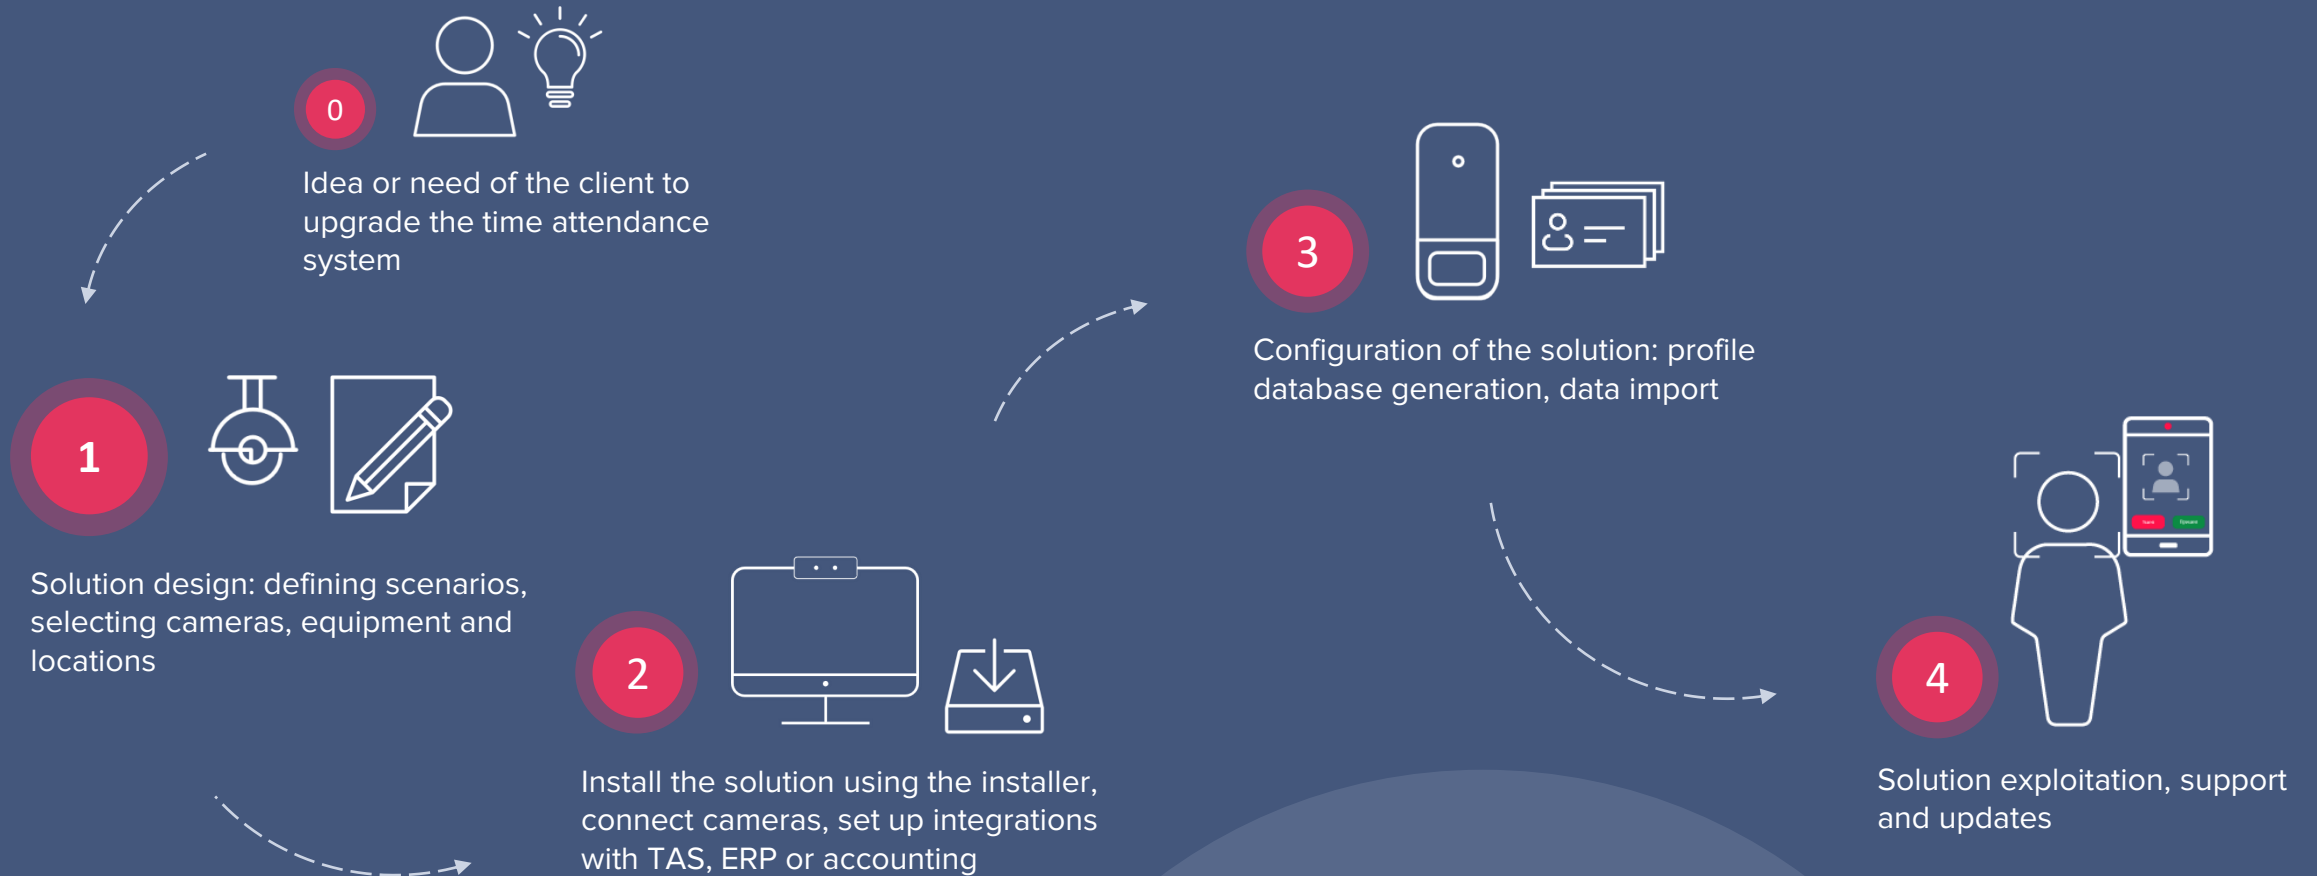 0
Idea or need of the client to
upgrade the time attendance
system
1
Solution design: defining scenarios,
selecting cameras, equipment and
locations
2
Install the solution using the installer,
connect cameras, set up integrations
with TAS, ERP or accounting
3
Configuration of the solution: profile
database generation, data import
4
Solution exploitation, support
and updates